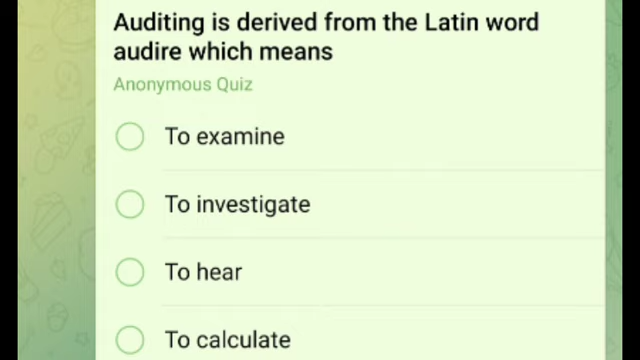 Auditing is derived from the Latin word
audire which means
Anonymous Quiz
To examine
To investigate
To hear
To calculate